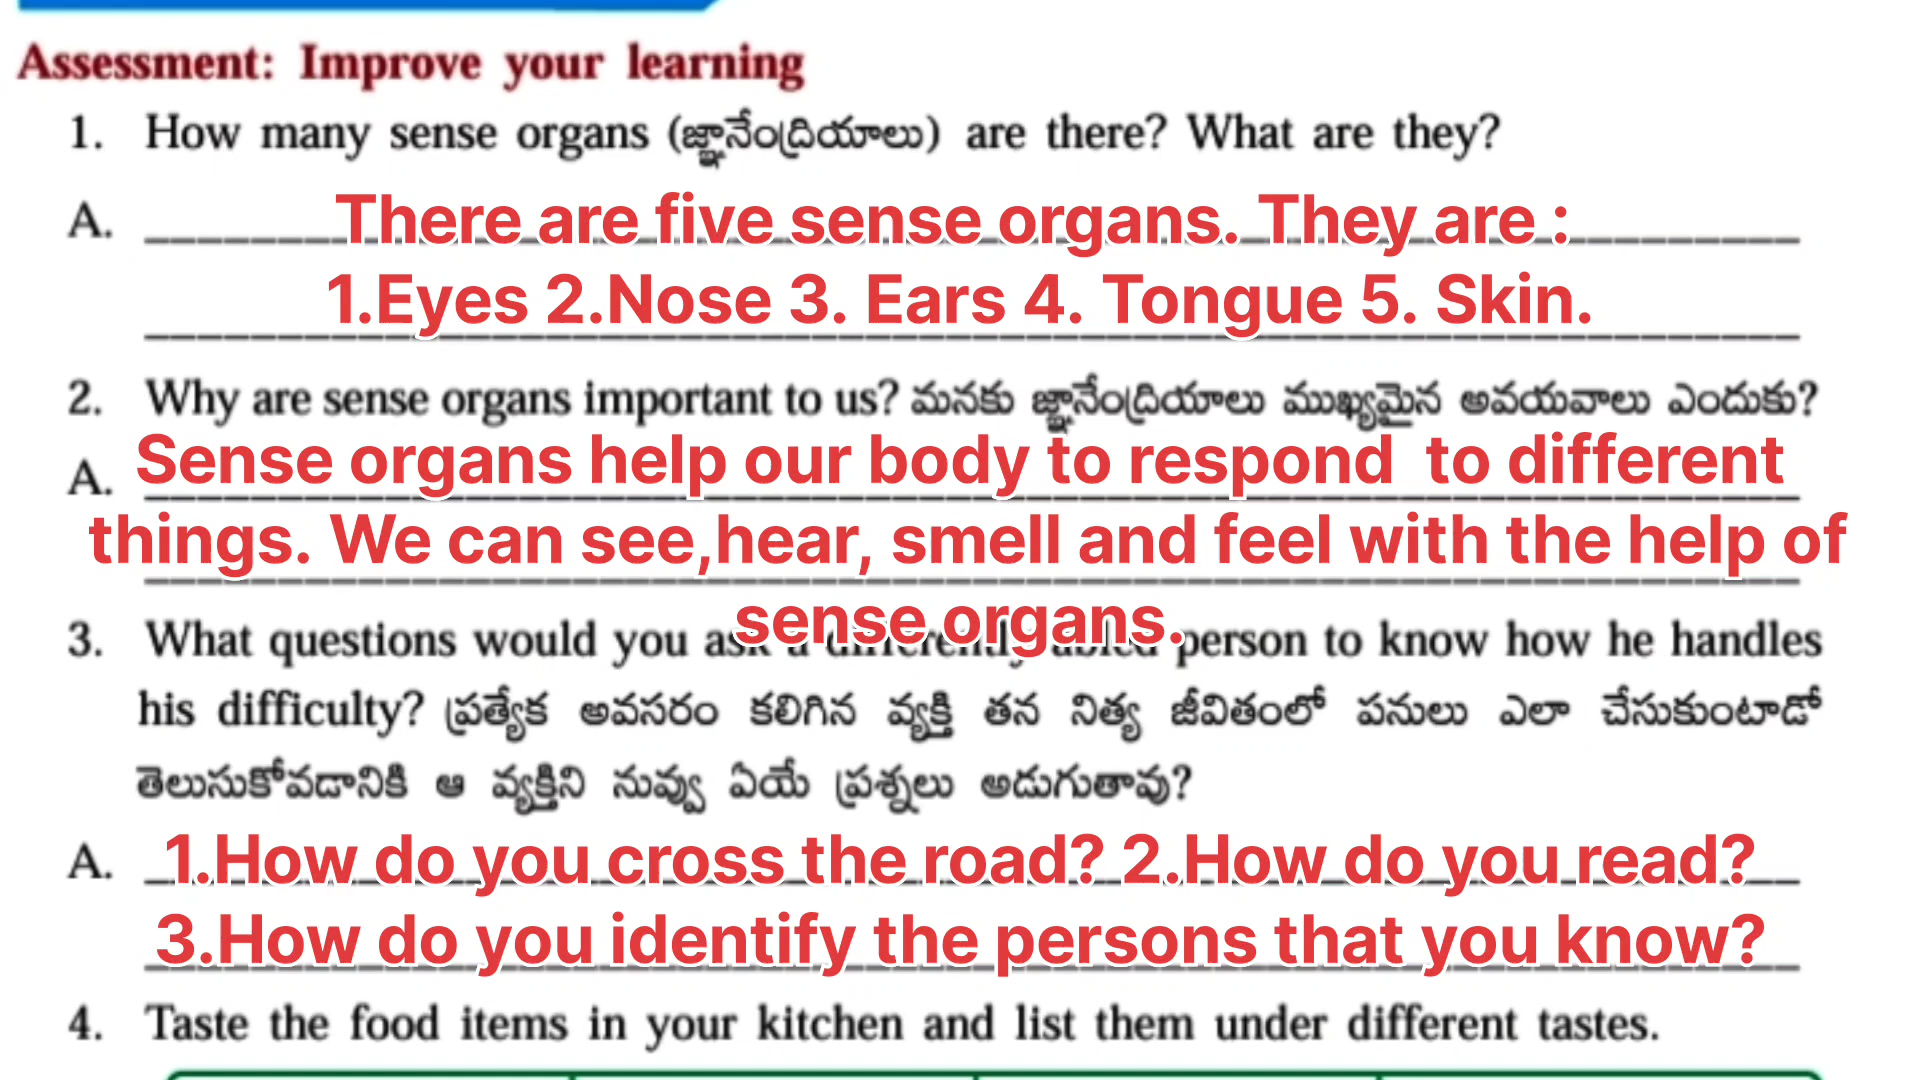 Assessment: Improve your learning
1. How many sense organs (జ్ఞానేంద్రియాలు) are there? What are they?
A. There are five sense organs. They are :
1.Eyes 2.Nose 3. Ears 4. Tongue 5. Skin.
2. Why are sense organs important to us? మనకు జ్ఞానేంద్రియాలు ముఖ్యమైన అవయవాలు ఎందుకు?
A. Sense organs help our body to respond to different
things. We can see,hear, smell and feel with the help of
sense organs.
3. What questions would you person to know how he handles
his difficulty? ప్రత్యేక అవసరం కలిగిన వ్యక్తి తన నిత్య జీవితంలో పనులు ఎలా చేసుకుంటాడో
తెలుసుకోవడానికి ఆ వ్యక్తిని నువ్వు ఏయే ప్రశ్నలు అడుగుతావు?
A. 1.How do you cross the road? 2.How do you read?
3.How do you identify the persons that you know?
4. Taste the food items in your kitchen and list them under different tastes.